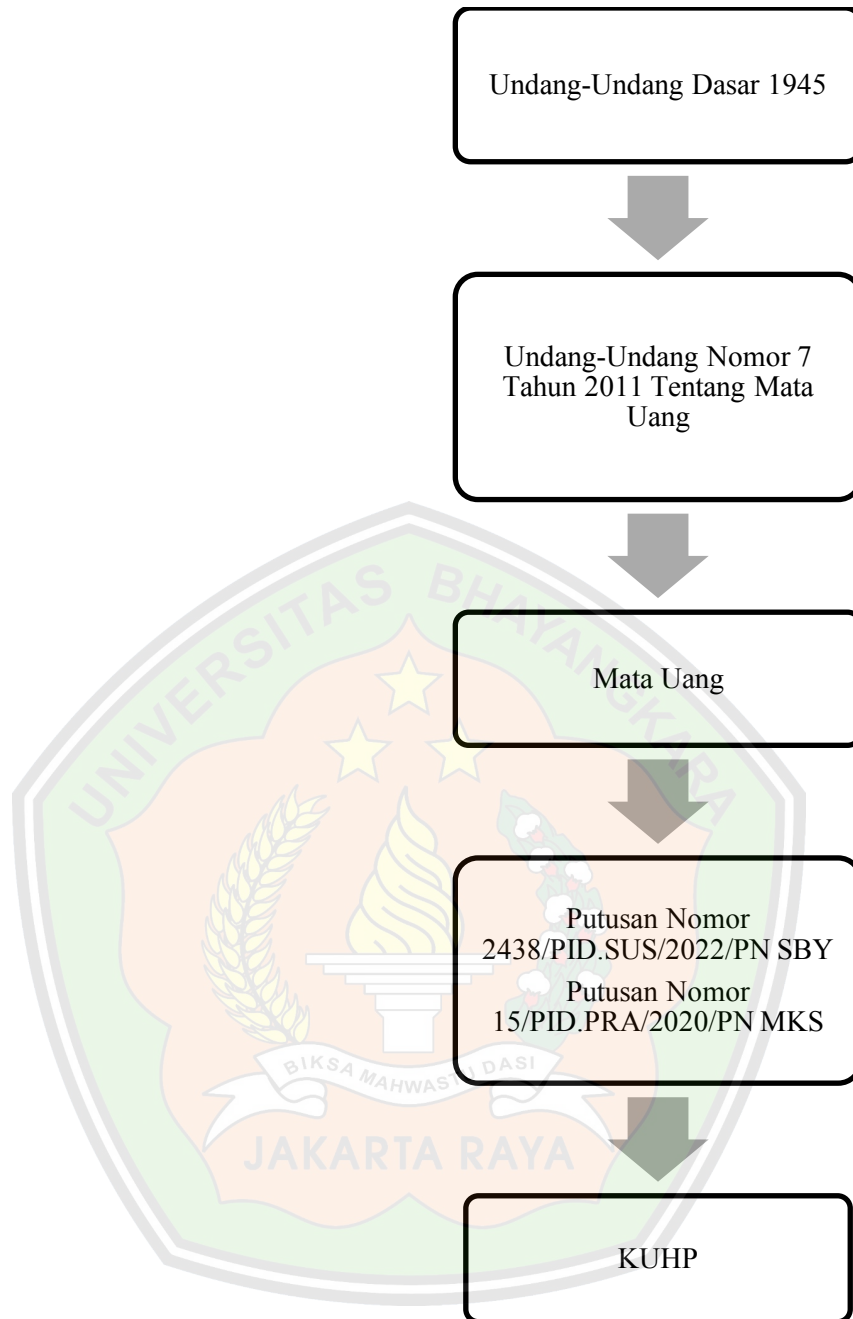 Undang-Undang Dasar 1945
Undang-Undang Nomor 7
Tahun 2011 Tentang Mata
Uang
Mata Uang
Putusan Nomor
2438/PID.SUS/2022/PN SBY
Putusan Nomor
15/PID.PRA/2020/PN MKS
KUHP
UNIVERSITAS BHAYANGKARA
BIKSA MAHWASTU DASI
JAKARTA RAYA